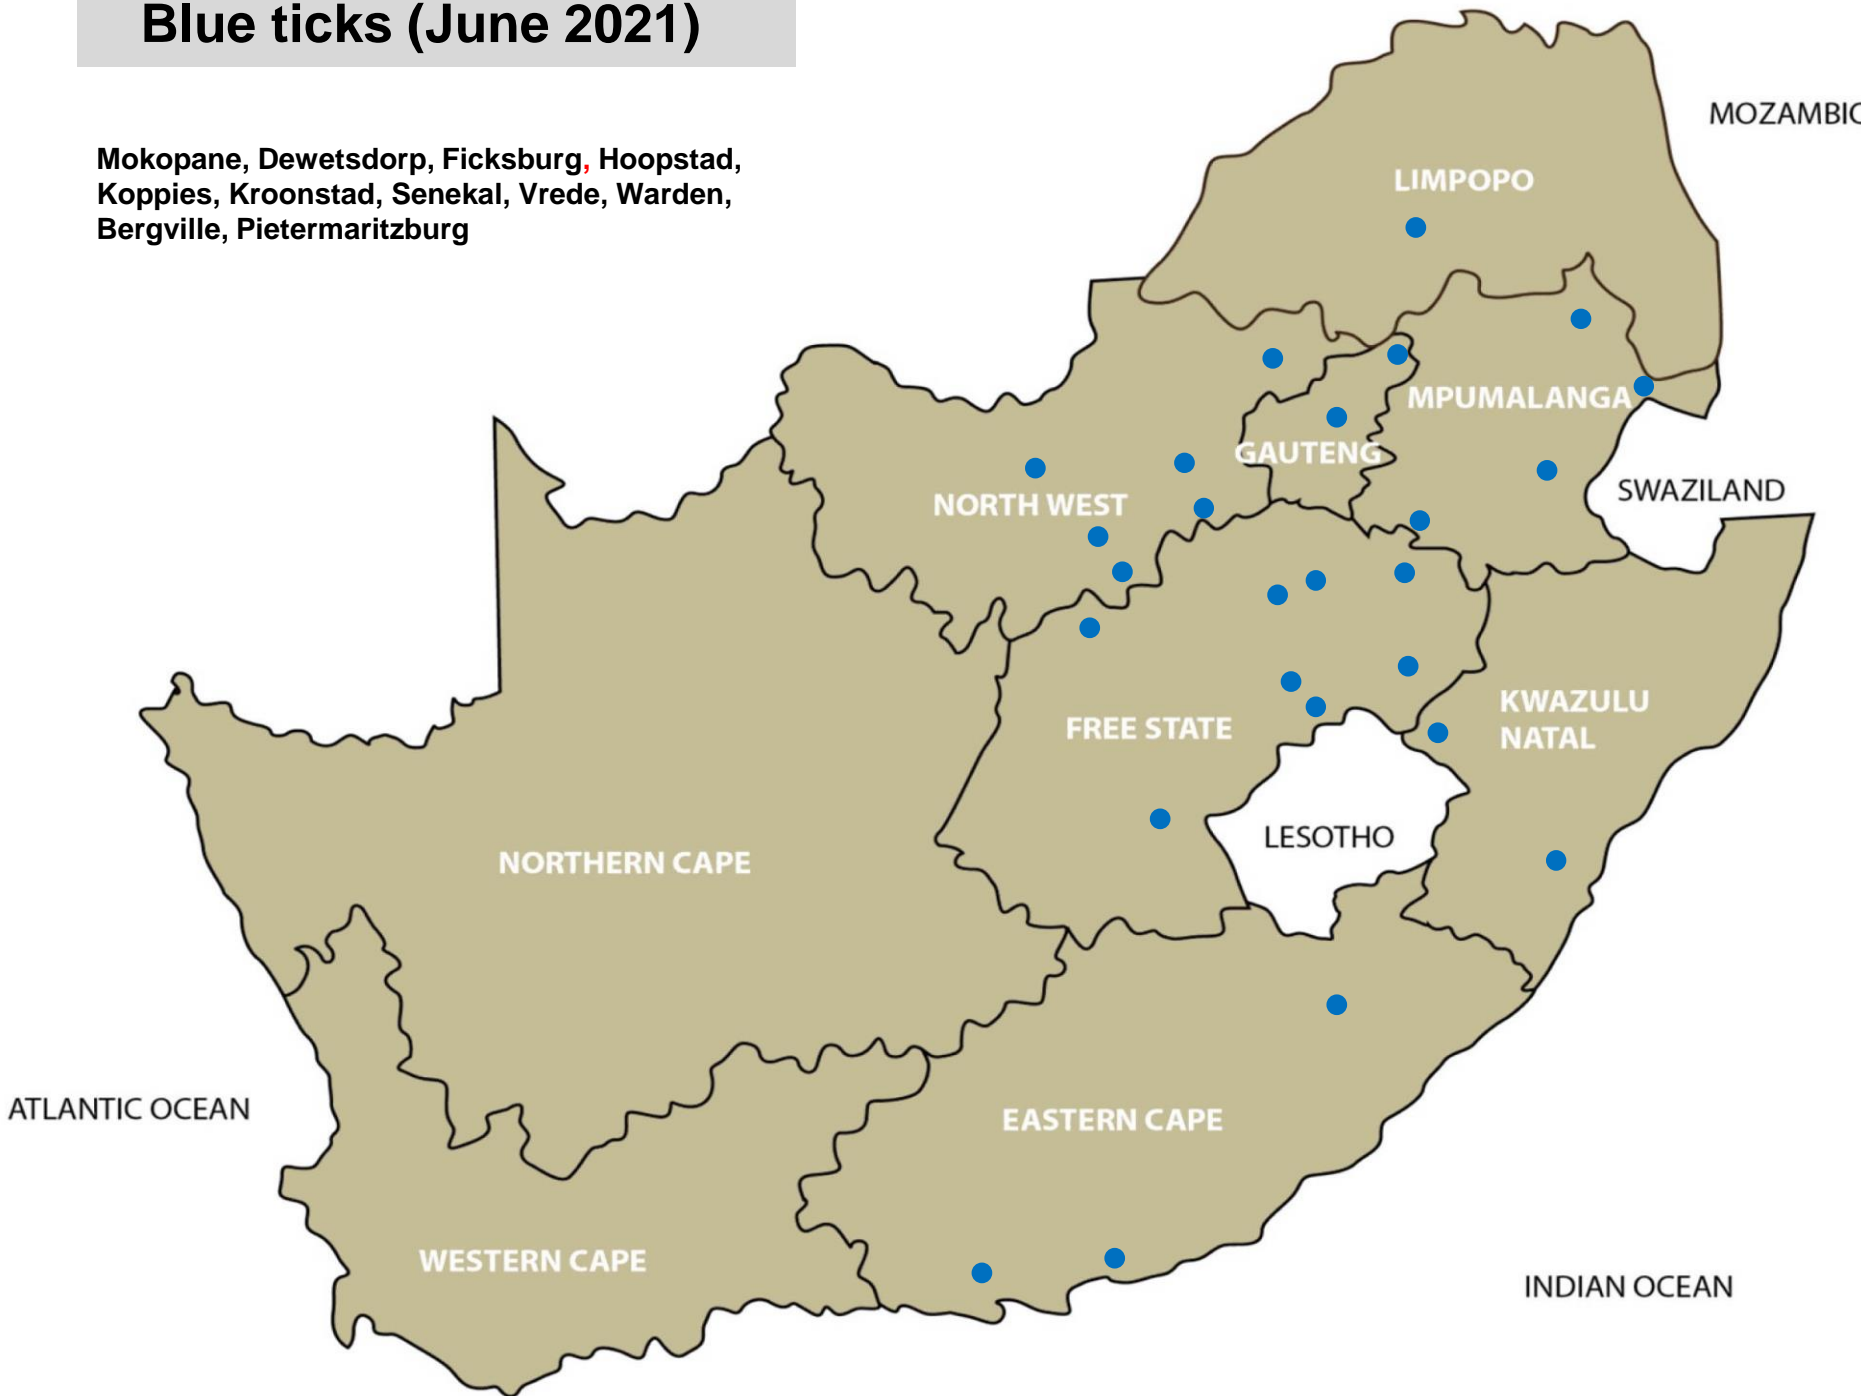 Blue ticks (June 2021)
Mokopane, Dewetsdorp, Ficksburg, Hoopstad,
Koppies, Kroonstad, Senekal, Vrede, Warden,
Bergville, Pietermaritzburg
MOZAMBIC
LIMPOPO
MPUMALANGA
GAUTENG
SWAZILAND
NORTH WEST
KWAZULU
NATAL
FREE STATE
LESOTHO
NORTHERN CAPE
ATLANTIC OCEAN
EASTERN CAPE
WESTERN CAPE
INDIAN OCEAN